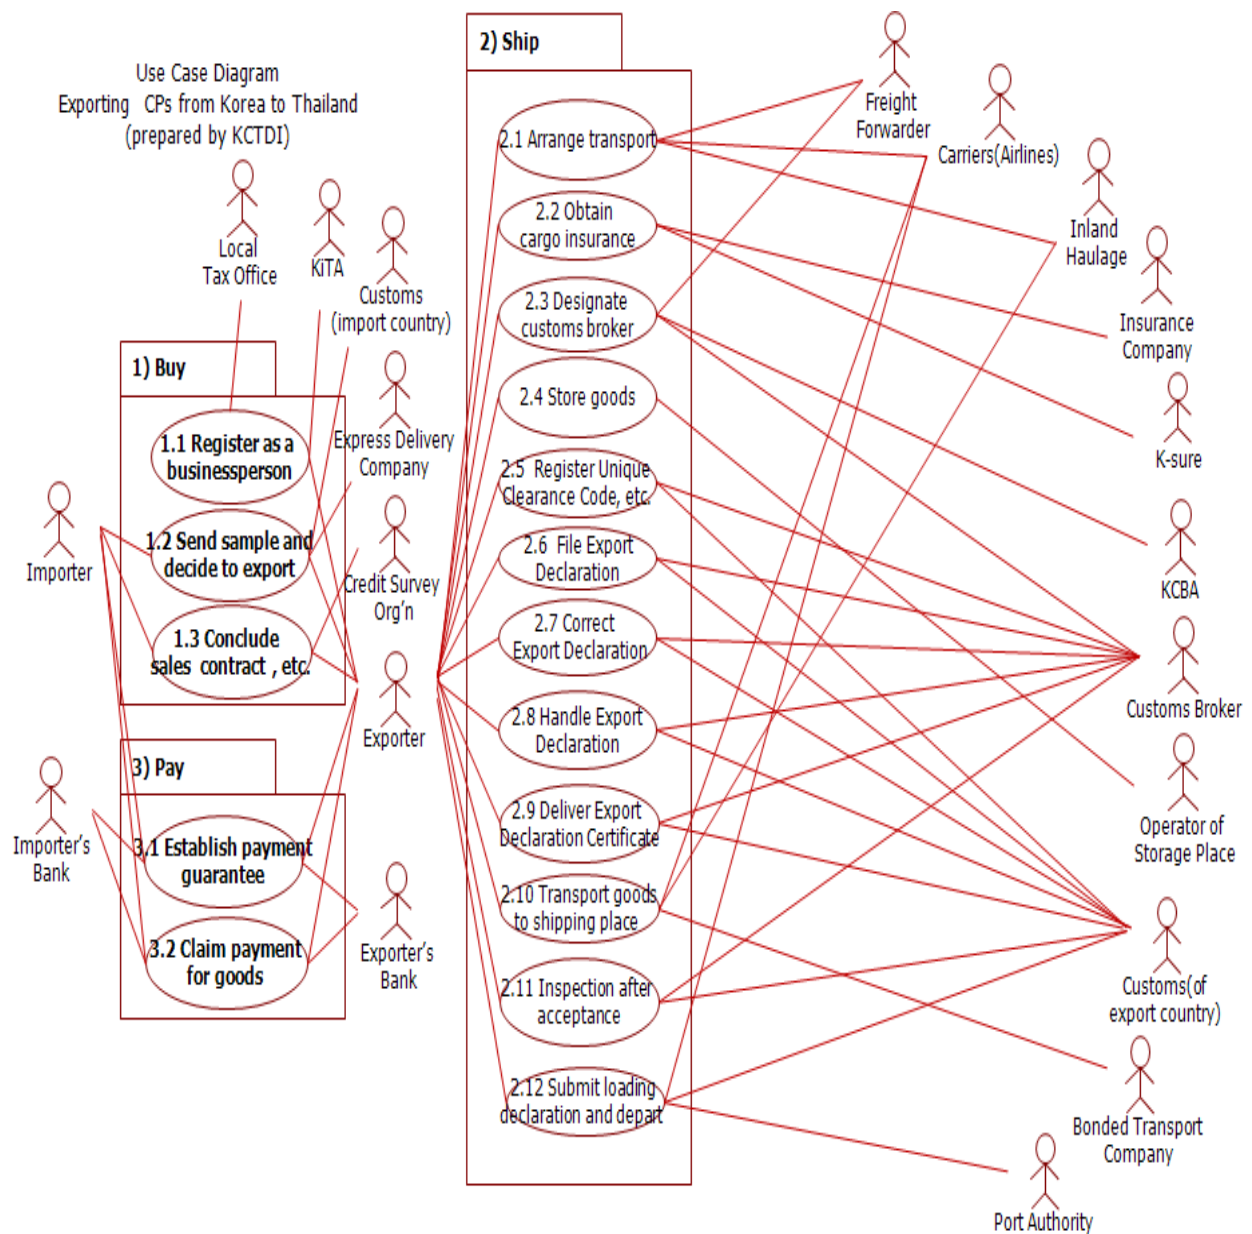 Use Case Diagram
Exporting CPs from Korea to Thailand
(prepared by KCTDI)
Local
Tax Office
KiTA
Customs
(import country)
1) Buy
1.1 Register as a
businessperson
1.2 Send sample and
decide to export
1.3 Conclude
sales contract , etc.
Express Delivery
Company
Credit Survey
Org'n
Importer
Exporter
3) Pay
3.1 Establish payment
guarantee
3.2 Claim payment
for goods
Importer's
Bank
Exporter's
Bank
2) Ship
2.1 Arrange transport
2.2 Obtain
cargo insurance
2.3 Designate
customs broker
2.4 Store goods
2.5 Register Unique
Clearance Code, etc.
2.6 File Export
Declaration
2.7 Correct
Export Declaration
2.8 Handle Export
Declaration
2.9 Deliver Export
Declaration Certificate
2.10 Transport goods
to shipping place
2.11 Inspection after
acceptance
2.12 Submit loading
declaration and depart
Freight
Forwarder
Carriers(Airlines)
Inland
Haulage
Insurance
Company
K-sure
KCBA
Customs Broker
Operator of
Storage Place
Customs(of
export country)
Bonded Transport
Company
Port Authority